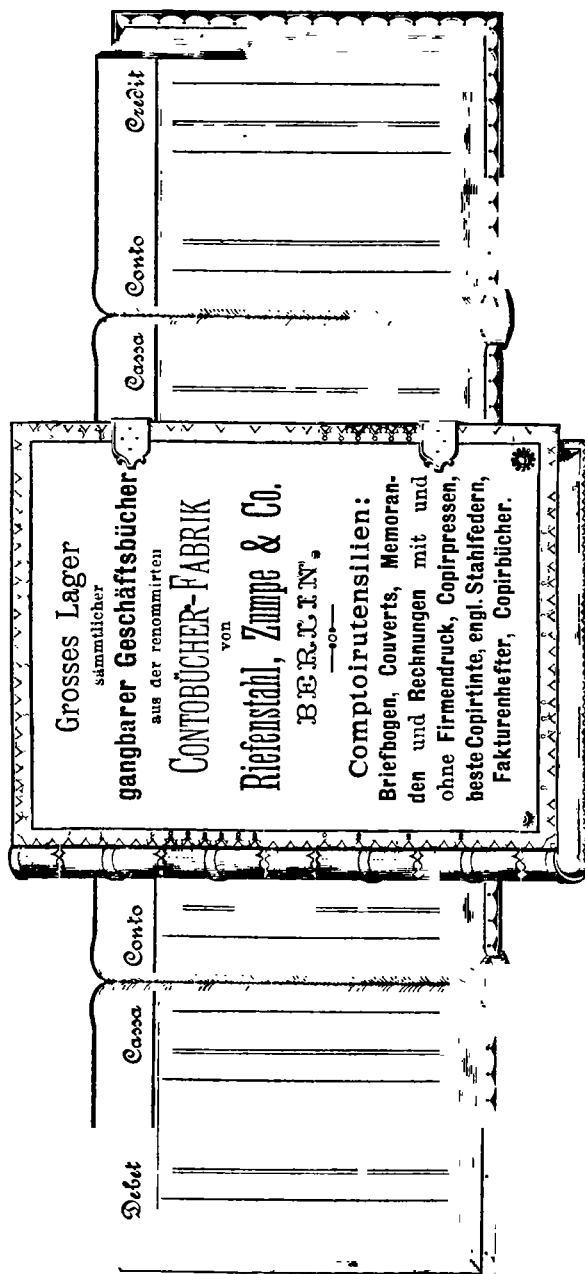 Debet
Cassa
Conto
Grosses Lager
sämmtlicher
gangbarer Geschäftsbücher
aus der renommirten
CONTOBÜCHER-FABRIK
von
Riefenstahl, Zumpe & Co.
BERLIN.
Comptoirutensilien:
Briefbogen, Couverts, Memoran-
den und Rechnungen mit und
ohne Firmendruck, Copirpressen,
beste Copirtinte, engl. Stahlfedern,
Fakturenhefter, Copirbücher.
Cassa
Conto
Credit